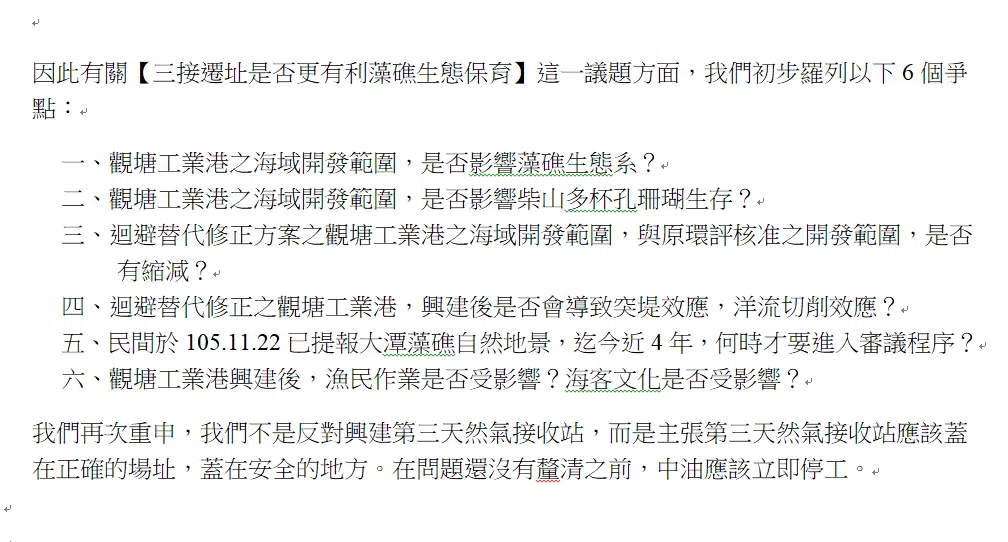 因此有關【三接遷址是否更有利藻礁生態保育】這一議題方面，我們初步羅列以下 6 個爭
點：
一、觀塘工業港之海域開發範圍，是否影響藻礁生態系？
二、觀塘工業港之海域開發範圍，是否影響柴山多杯孔珊瑚生存？
三、迴避替代修正方案之觀塘工業港之海域開發範圍，與原環評核准之開發範圍，是否
有縮減？
四、迴避替代修正之觀塘工業港，興建後是否會導致突堤效應，洋流切削效應？
五、民間於 105.11.22 已提報大潭藻礁自然地景，迄今近 4 年，何時才要進入審議程序？
六、觀塘工業港興建後，漁民作業是否受影響？海客文化是否受影響？
我們再次重申，我們不是反對興建第三天然氣接收站，而是主張第三天然氣接收站應該蓋
在正確的場址，蓋在安全的地方。在問題還沒有釐清之前，中油應該立即停工。